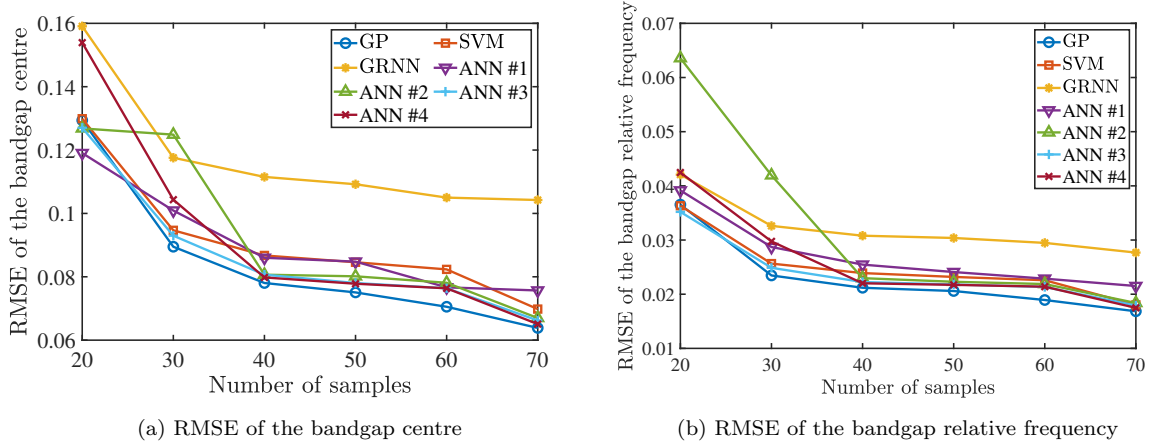 0.16
0.14
0.12
0.1
0.08
0.06
20 30 40 50 60 70
RMSE of the bandgap centre
Number of samples
GP SVM
GRNN ANN #1
ANN #2 ANN #3
ANN #4
(a) RMSE of the bandgap centre
0.07
0.06
0.05
0.04
0.03
0.02
0.01
20 30 40 50 60 70
RMSE of the bandgap relative frequency
Number of samples
GP
SVM
GRNN
ANN #1
ANN #2
ANN #3
ANN #4
(b) RMSE of the bandgap relative frequency